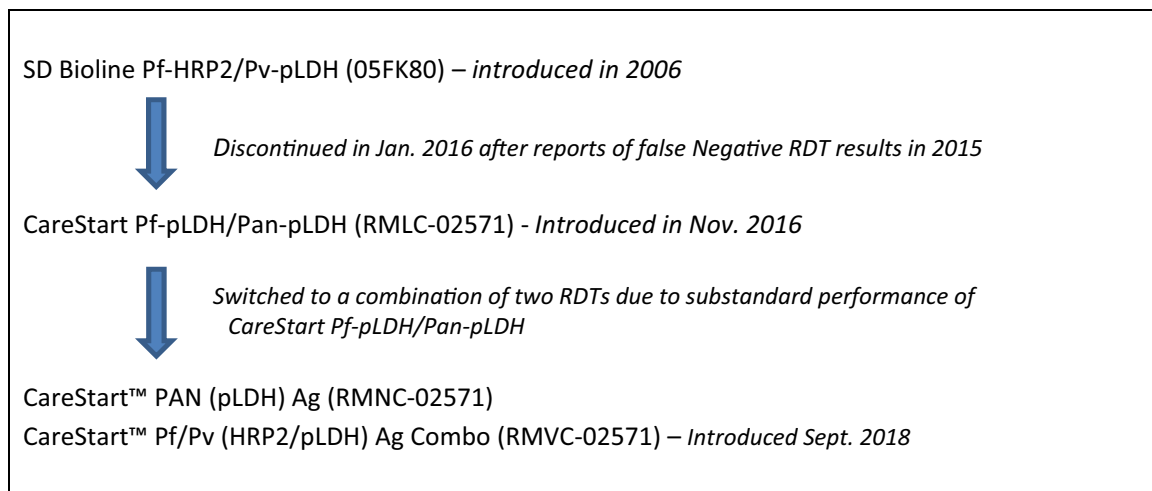 SD Bioline Pf-HRP2/Pv-pLDH (05FK80) – introduced in 2006
Discontinued in Jan. 2016 after reports of false Negative RDT results in 2015
CareStart Pf-pLDH/Pan-pLDH (RMLC-02571) - Introduced in Nov. 2016
Switched to a combination of two RDTs due to substandard performance of
CareStart Pf-pLDH/Pan-pLDH
CareStart™ PAN (pLDH) Ag (RMNC-02571)
CareStart™ Pf/Pv (HRP2/pLDH) Ag Combo (RMVC-02571) – Introduced Sept. 2018